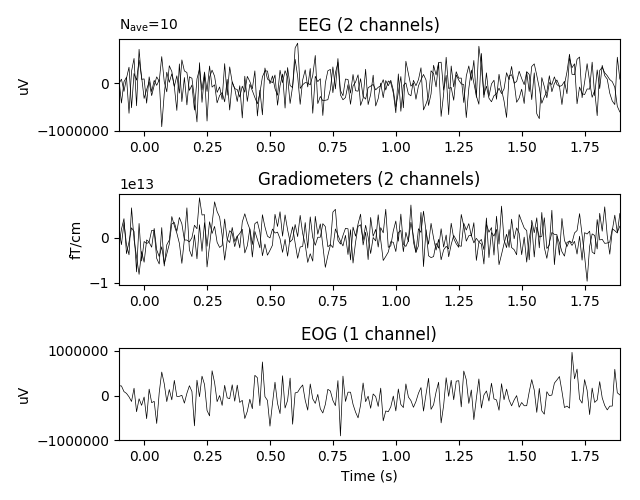 N_ave=10
EEG (2 channels)
uV
0
−1000000
0.00 0.25 0.50 0.75 1.00 1.25 1.50 1.75
1e13
Gradiometers (2 channels)
fT/cm
0
−1
0.00 0.25 0.50 0.75 1.00 1.25 1.50 1.75
EOG (1 channel)
uV
1000000
0
−1000000
0.00 0.25 0.50 0.75 1.00 1.25 1.50 1.75
Time (s)